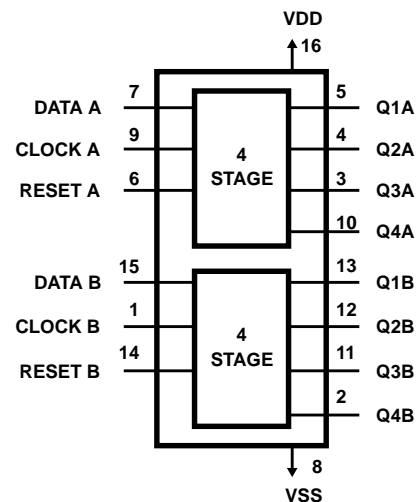 VDD
16
DATA A 7 5 Q1A
CLOCK A 9 4 Q2A
4
STAGE
RESET A 6 3 Q3A
10 Q4A
DATA B 15 13 Q1B
CLOCK B 1 12 Q2B
4
STAGE
RESET B 14 11 Q3B
2 Q4B
8
VSS